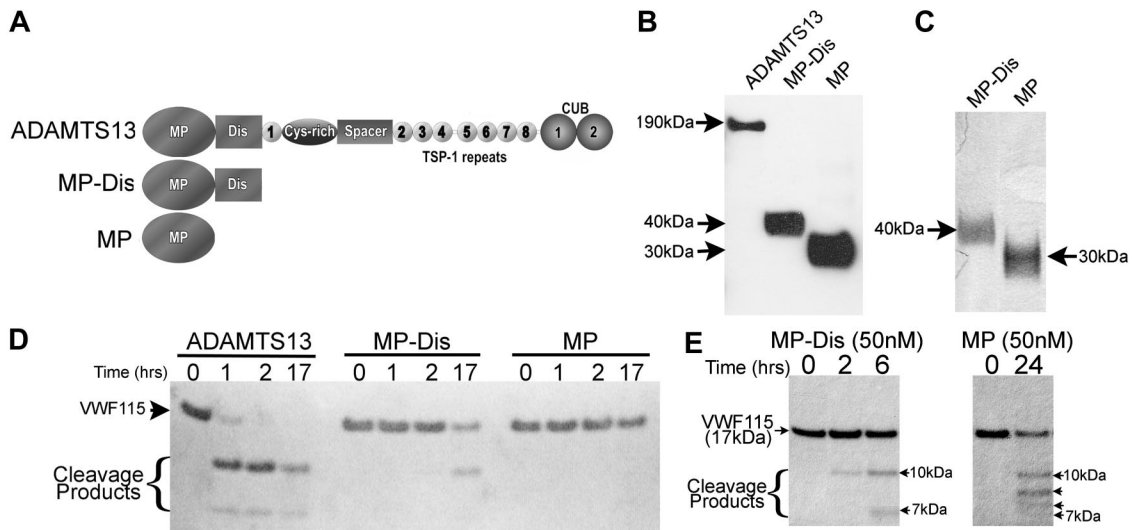 A
ADAMTS13
MP
Dis
1
Cys-rich
Spacer
2
3
4
5
6
7
8
CUB
1
2
TSP-1 repeats
MP-Dis
MP
Dis
MP
MP
B
ADAMTS13
MP-Dis
MP
190kDa
40kDa
30kDa
C
MP-Dis
MP
40kDa
30kDa
D
ADAMTS13
MP-Dis
MP
Time (hrs)
0 1 2 17
0 1 2 17
0 1 2 17
VWF115
Cleavage
Products
E
MP-Dis (50nM)
MP (50nM)
Time (hrs)
0 2 6
0 24
VWF115
(17kDa)
Cleavage
Products
10kDa
7kDa
10kDa
7kDa